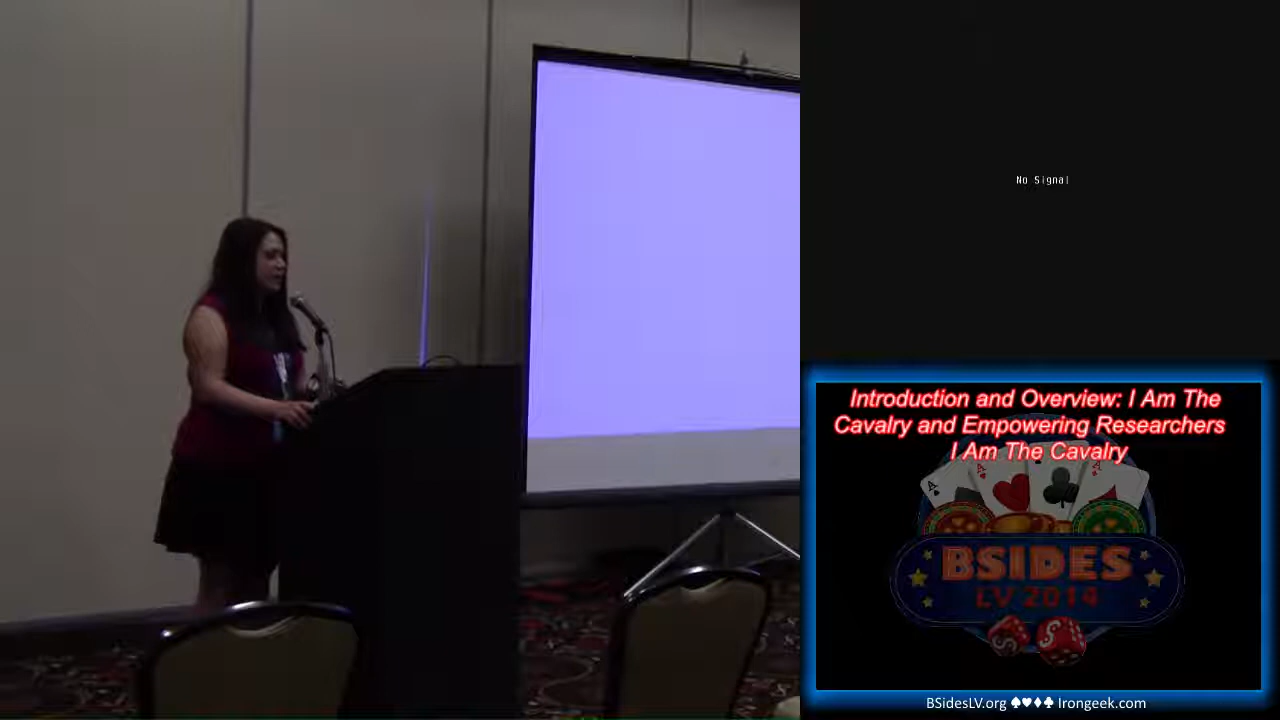 No Signal
Introduction and Overview: I Am The
Cavalry and Empowering Researchers
I Am The Cavalry
BSIDES
LV 2014
BSidesLV.org ♠♥♦♣ Irongeek.com